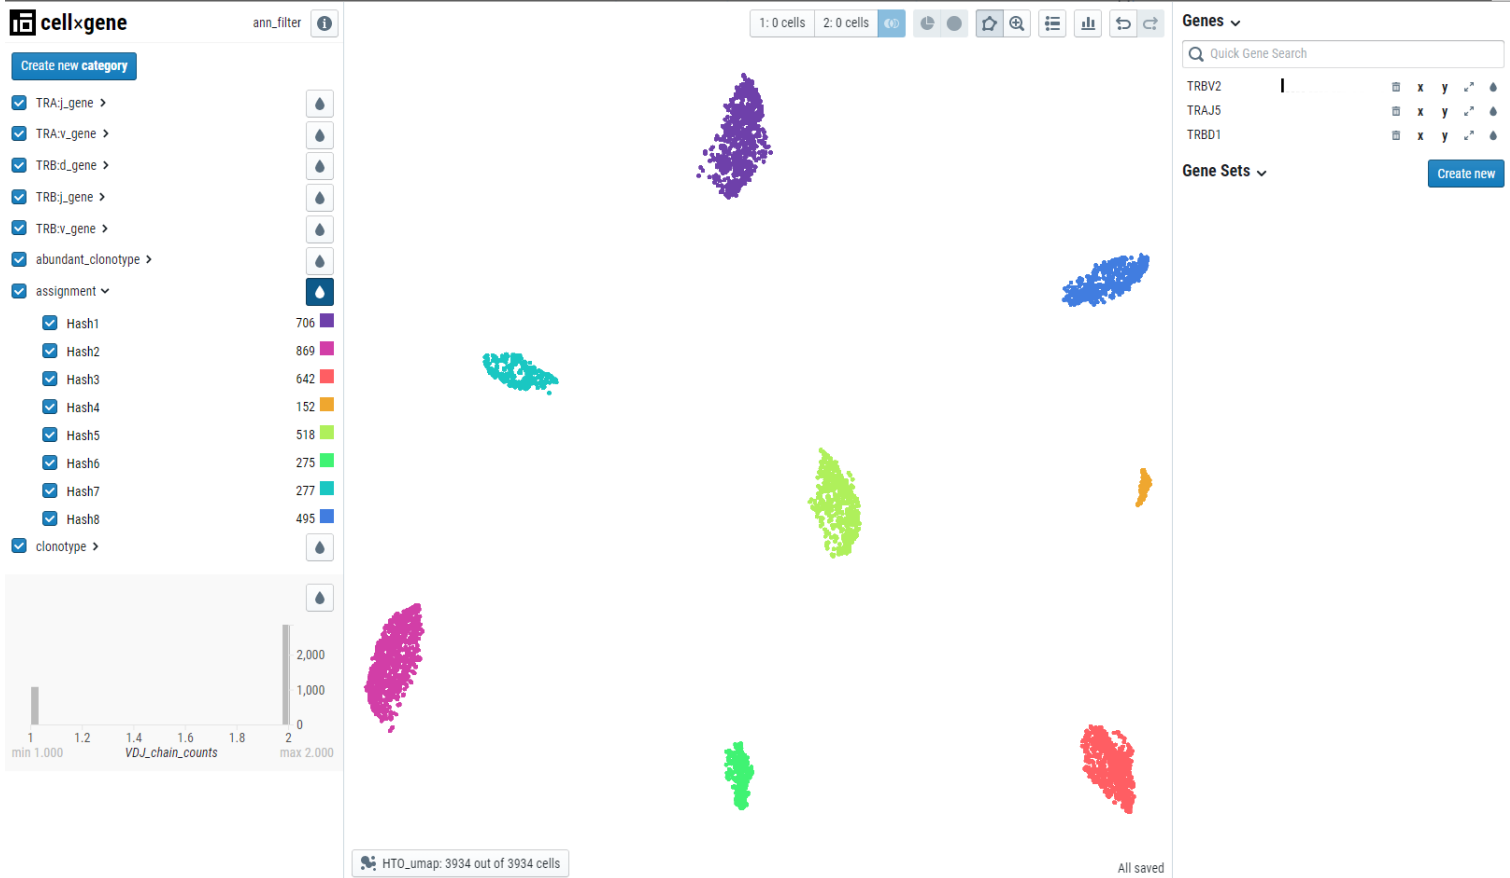 cell×gene
ann_filter
Create new category
TRA:j_gene
TRA:v_gene
TRB:d_gene
TRB:j_gene
TRB:v_gene
abundant_clonotype
assignment
Hash1 706
Hash2 869
Hash3 642
Hash4 152
Hash5 518
Hash6 275
Hash7 277
Hash8 495
clonotype
2,000
1,000
0
1 1.2 1.4 1.6 1.8 2
min 1.000 VDJ_chain_counts max 2.000
1: 0 cells 2: 0 cells
HTO_umap: 3934 out of 3934 cells
All saved
Genes
Quick Gene Search
TRBV2 x y
TRAJ5 x y
TRBD1 x y
Gene Sets Create new